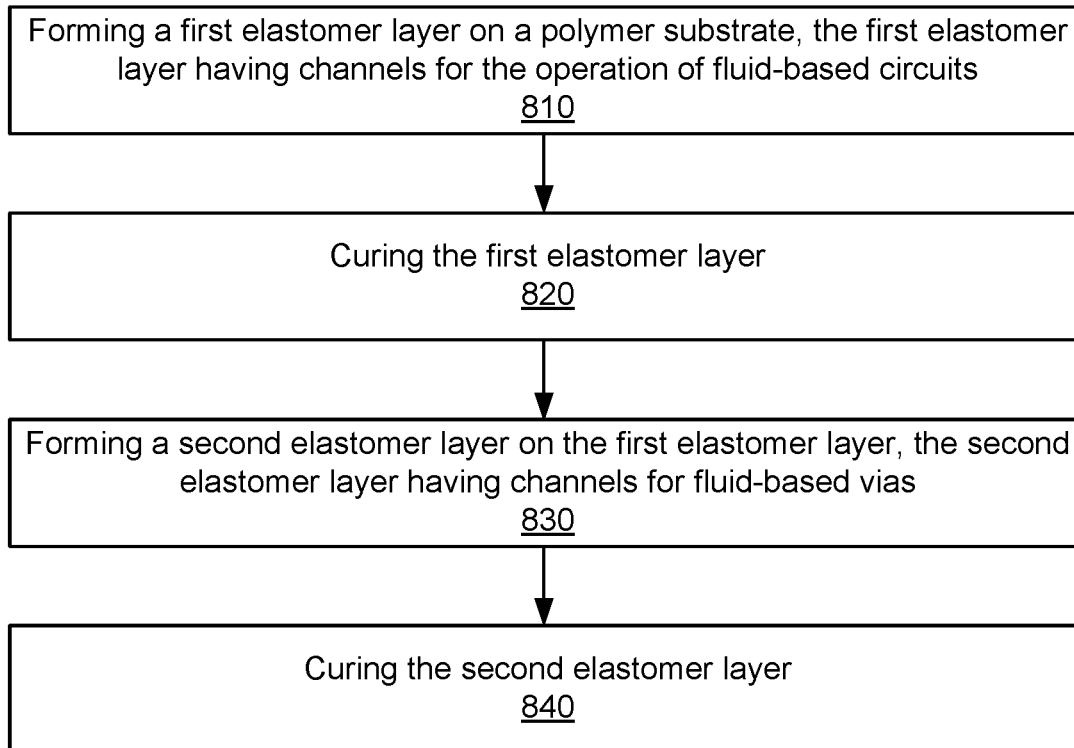 Forming a first elastomer layer on a polymer substrate, the first elastomer
layer having channels for the operation of fluid-based circuits
810
Curing the first elastomer layer
820
Forming a second elastomer layer on the first elastomer layer, the second
elastomer layer having channels for fluid-based vias
830
Curing the second elastomer layer
840